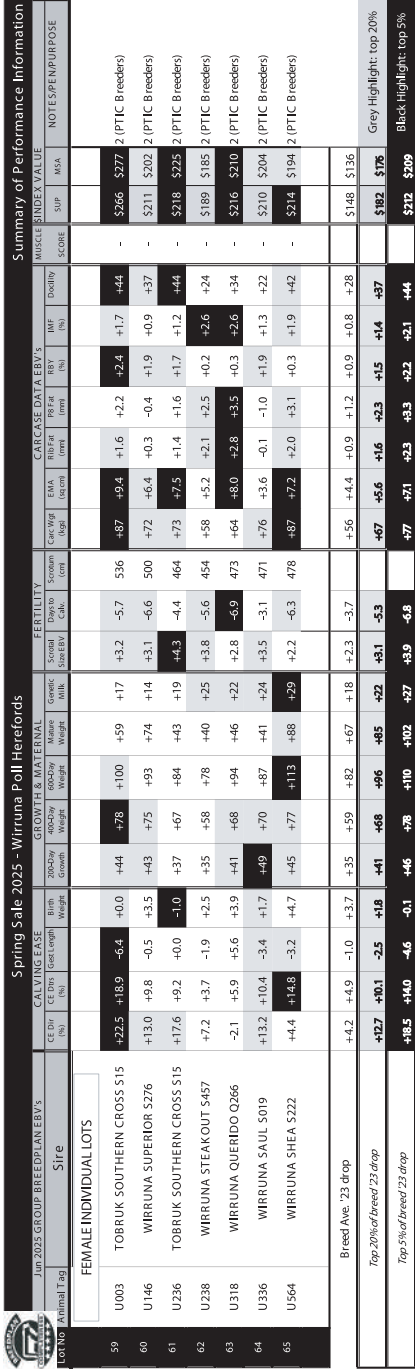 Spring Sale 2025 - Wirruna Poll Herefords Summary of Performance Information
Jun 2025 GROUP BREEDPLAN EBV's CALVING EASE GROWTH & MATERNAL FERTILITY CARCASE DATA EBV's MUSCLE $INDEX VALUE
Lot No Animal Tag Sire CE Dir (%) CE Dtrs (%) Gest Length Birth Weight 200-Day Growth 400-Day Weight 600-Day Weight Mature Weight Genetic Milk Scrotal Size EBV Days to Calv. Scrotum (cm) Carc Wgt (kgs) EMA (sq cm) Rib Fat (mm) P8 Fat (mm) RBY (%) IMF (%) Docility SCORE SUP MSA NOTES/PEN/PURPOSE
FEMALE INDIVIDUAL LOTS
59 U003 TOBRUK SOUTHERN CROSS S15 +22.5 +18.9 -6.4 +0.0 +44 +78 +100 +59 +17 +3.2 -5.7 536 +87 +9.4 +1.6 +2.2 +2.4 +1.7 +44 - $266 $277 2 (PTIC Breeders)
60 U146 WIRRUNA SUPERIOR S276 +13.0 +9.8 -0.5 +3.5 +43 +75 +93 +74 +14 +3.1 -6.6 500 +72 +6.4 +0.3 -0.4 +1.9 +0.9 +37 - $211 $202 2 (PTIC Breeders)
61 U236 TOBRUK SOUTHERN CROSS S15 +17.6 +9.2 +0.0 -1.0 +37 +67 +84 +43 +19 +4.3 -4.4 464 +73 +7.5 +1.4 +1.6 +1.7 +1.2 +44 - $218 $225 2 (PTIC Breeders)
62 U238 WIRRUNA STEAKOUT S457 +7.2 +3.7 -1.9 +2.5 +35 +58 +78 +40 +25 +3.8 -5.6 454 +58 +5.2 +2.1 +2.5 +0.2 +2.6 +24 - $189 $185 2 (PTIC Breeders)
63 U318 WIRRUNA QUERIDO Q266 -2.1 +5.9 +5.6 +3.9 +41 +68 +94 +46 +22 +2.8 -6.9 473 +64 +8.0 +2.8 +3.5 +0.3 +2.6 +34 - $216 $210 2 (PTIC Breeders)
64 U336 WIRRUNA SAUL S019 +13.2 +10.4 -3.4 +1.7 +49 +70 +87 +41 +24 +3.5 -3.1 471 +76 +3.6 -0.1 -1.0 +1.9 +1.3 +22 - $210 $204 2 (PTIC Breeders)
65 U564 WIRRUNA SHEA S222 +4.4 +14.8 -3.2 +4.7 +45 +77 +113 +88 +29 +2.2 -6.3 478 +87 +7.2 +2.0 +3.1 +0.3 +1.9 +42 - $214 $194 2 (PTIC Breeders)
Breed Ave. '23 drop +4.2 +4.9 -1.0 +3.7 +35 +59 +82 +67 +18 +2.3 -3.7 +56 +4.4 +0.9 +1.2 +0.9 +0.8 +28 $148 $136
Top 20% of breed '23 drop +12.7 +10.1 -2.5 +1.8 +41 +68 +96 +85 +22 +3.1 -5.3 +67 +5.6 +1.6 +2.3 +1.5 +1.4 +37 $182 $176 Grey Highlight: top 20%
Top 5% of breed '23 drop +18.5 +14.0 -4.6 -0.1 +46 +78 +110 +102 +27 +3.9 -6.8 +77 +7.1 +2.3 +3.3 +2.2 +2.1 +44 $212 $209 Black Highlight: top 5%